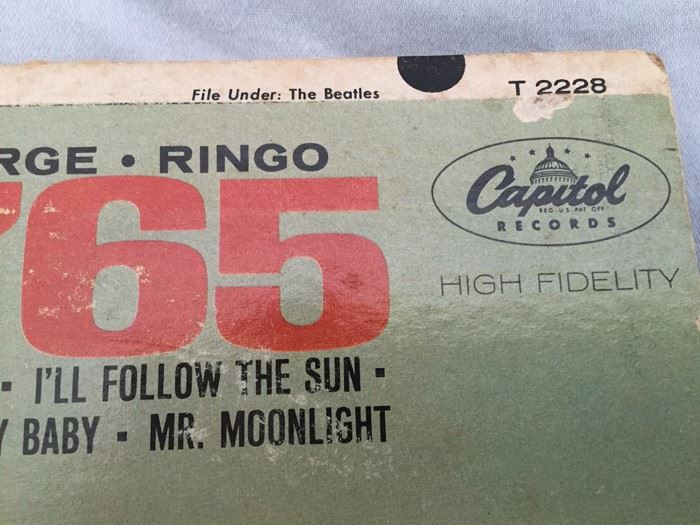 File Under: The Beatles
T 2228
RGE • RINGO
'65
Capitol
REG. U.S. PAT. OFF.
RECORDS
HIGH FIDELITY
• I'LL FOLLOW THE SUN •
Y BABY • MR. MOONLIGHT